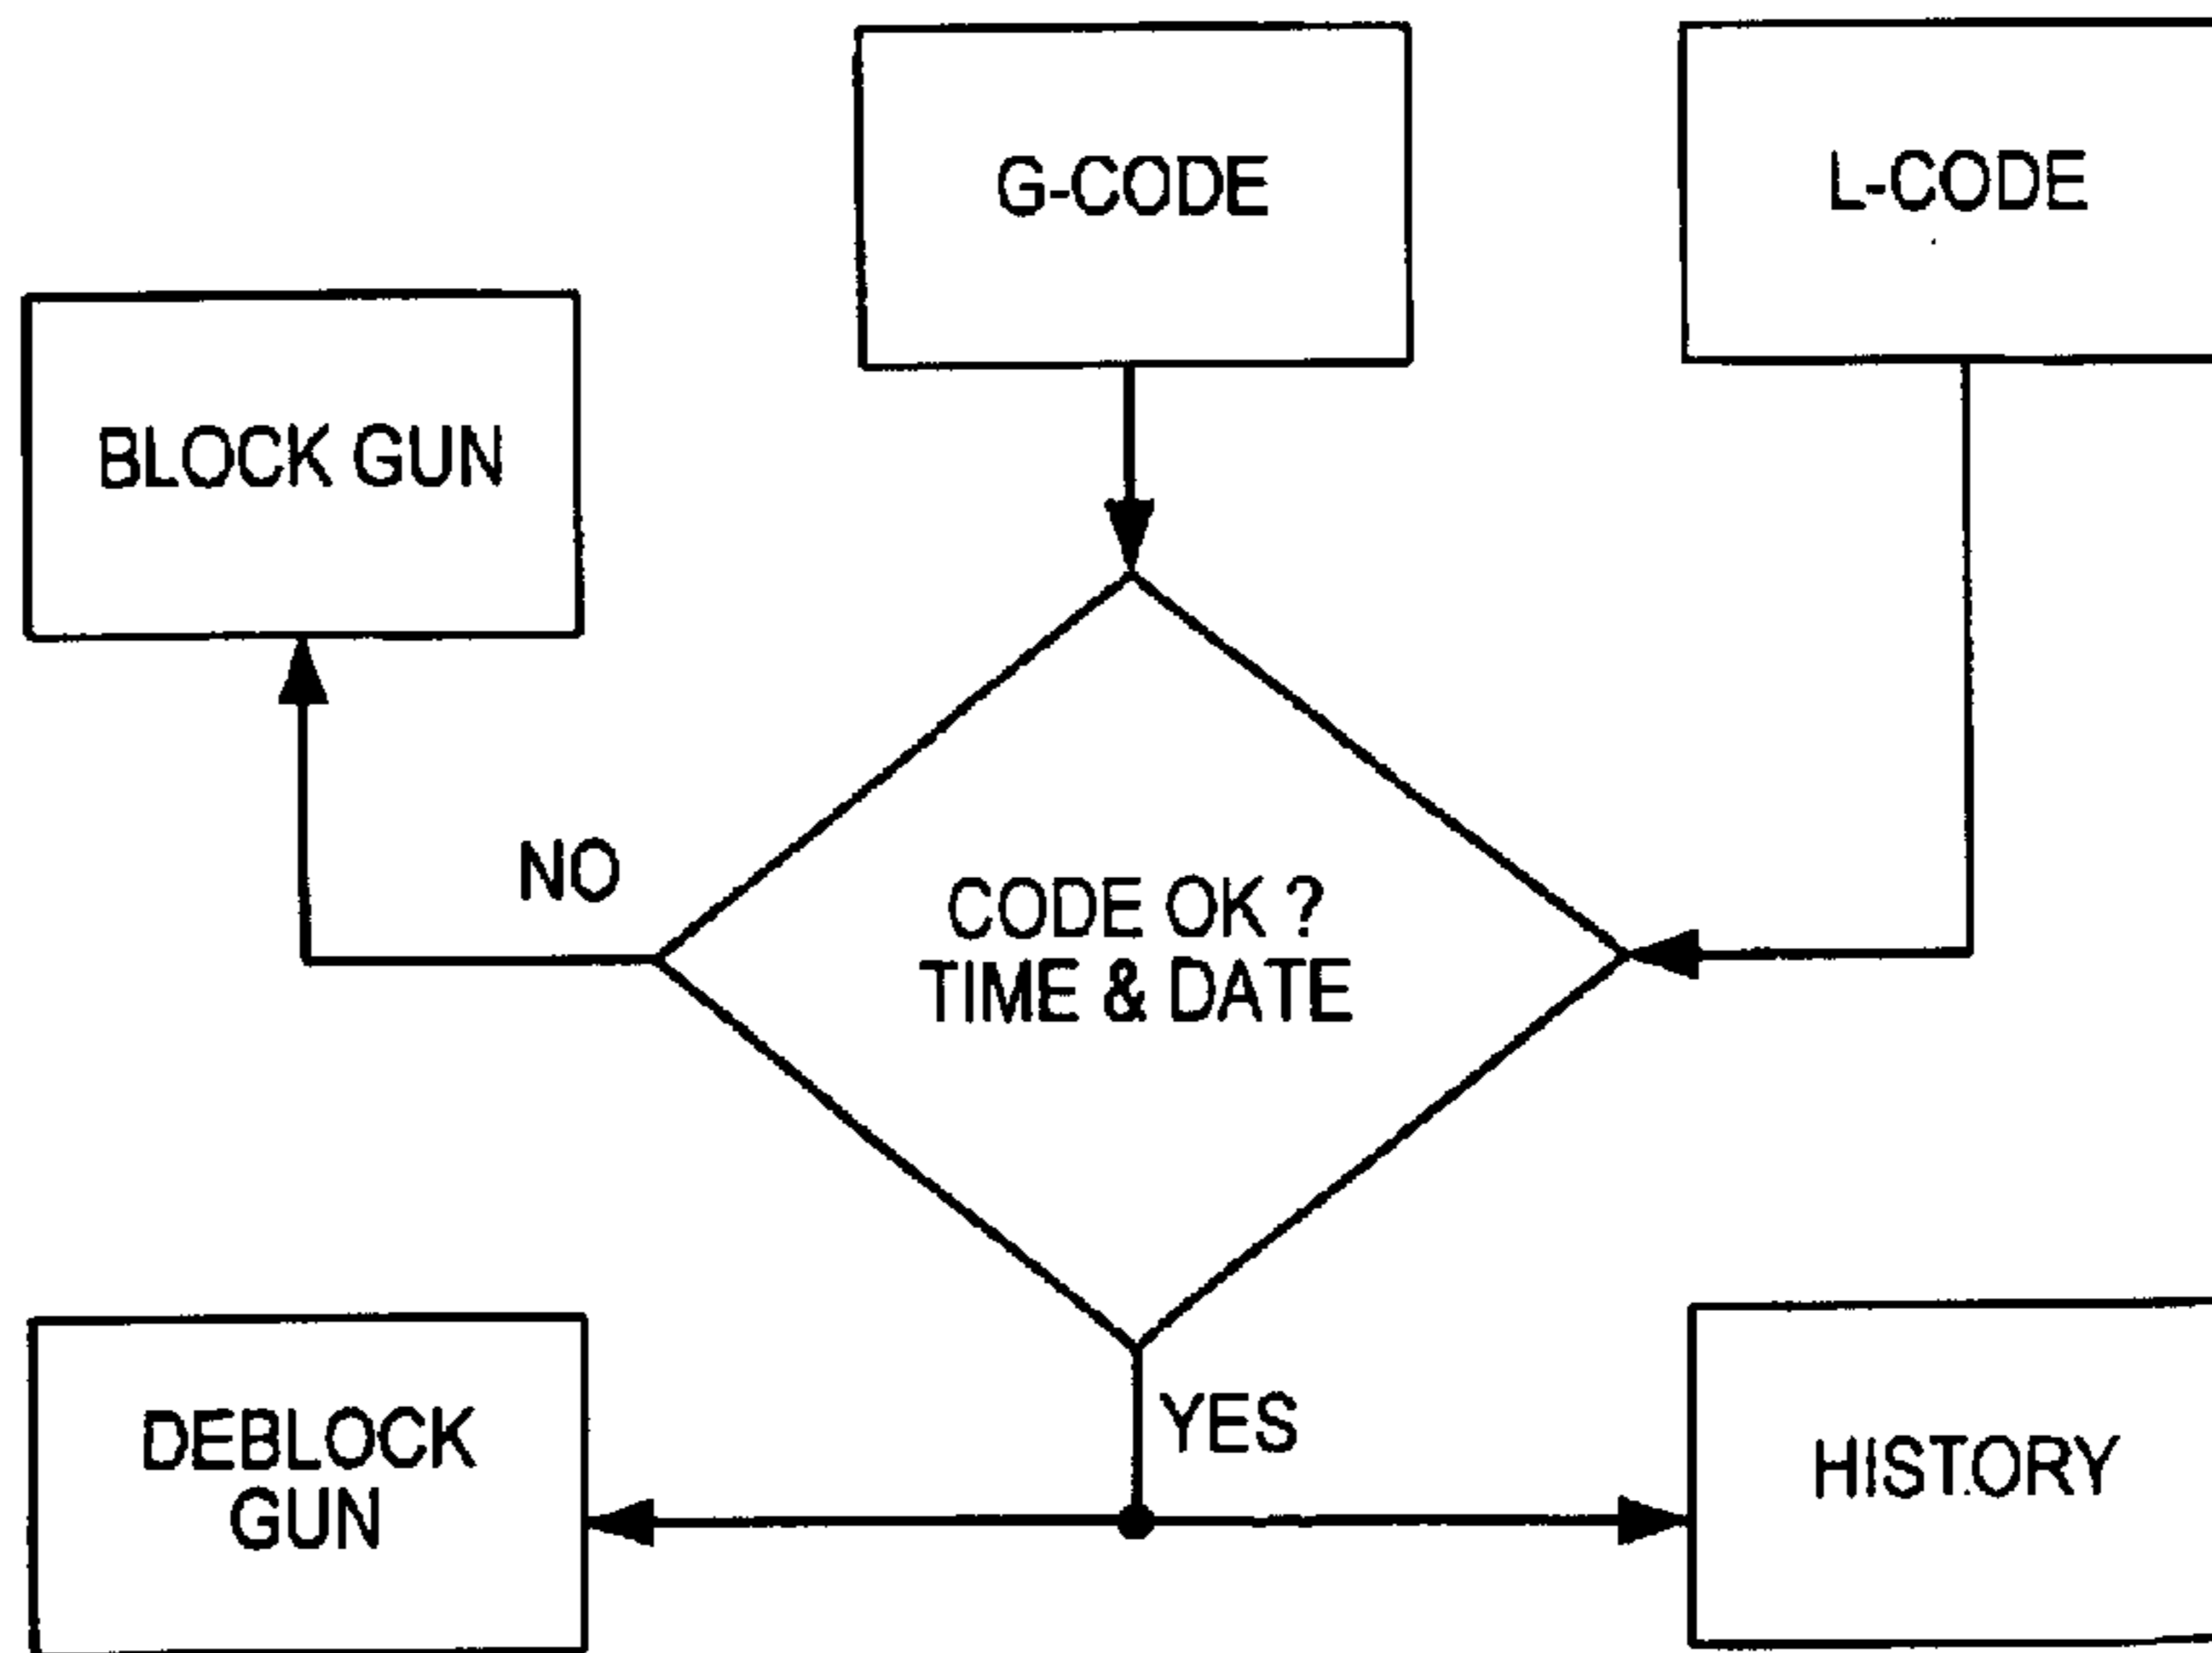 G-CODE
L-CODE
BLOCK GUN
NO
CODE OK ?
TIME & DATE
YES
DEBLOCK
GUN
HISTORY